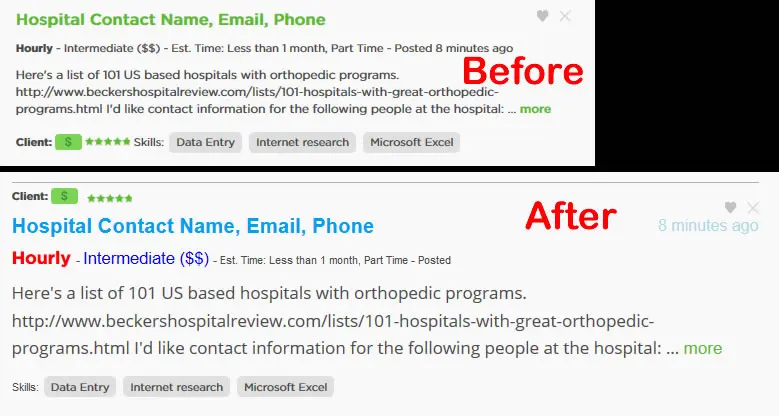 Hospital Contact Name, Email, Phone
Hourly - Intermediate ($$) - Est. Time: Less than 1 month, Part Time - Posted 8 minutes ago
Before
Here's a list of 101 US based hospitals with orthopedic programs.
http://www.beckershospitalreview.com/lists/101-hospitals-with-great-orthopedic-
programs.html I'd like contact information for the following people at the hospital: ... more
Client: $ Skills: Data Entry Internet research Microsoft Excel
Client: $
After
Hospital Contact Name, Email, Phone
8 minutes ago
Hourly - Intermediate ($$) - Est. Time: Less than 1 month, Part Time - Posted
Here's a list of 101 US based hospitals with orthopedic programs.
http://www.beckershospitalreview.com/lists/101-hospitals-with-great-orthopedic-
programs.html I'd like contact information for the following people at the hospital: ... more
Skills: Data Entry Internet research Microsoft Excel